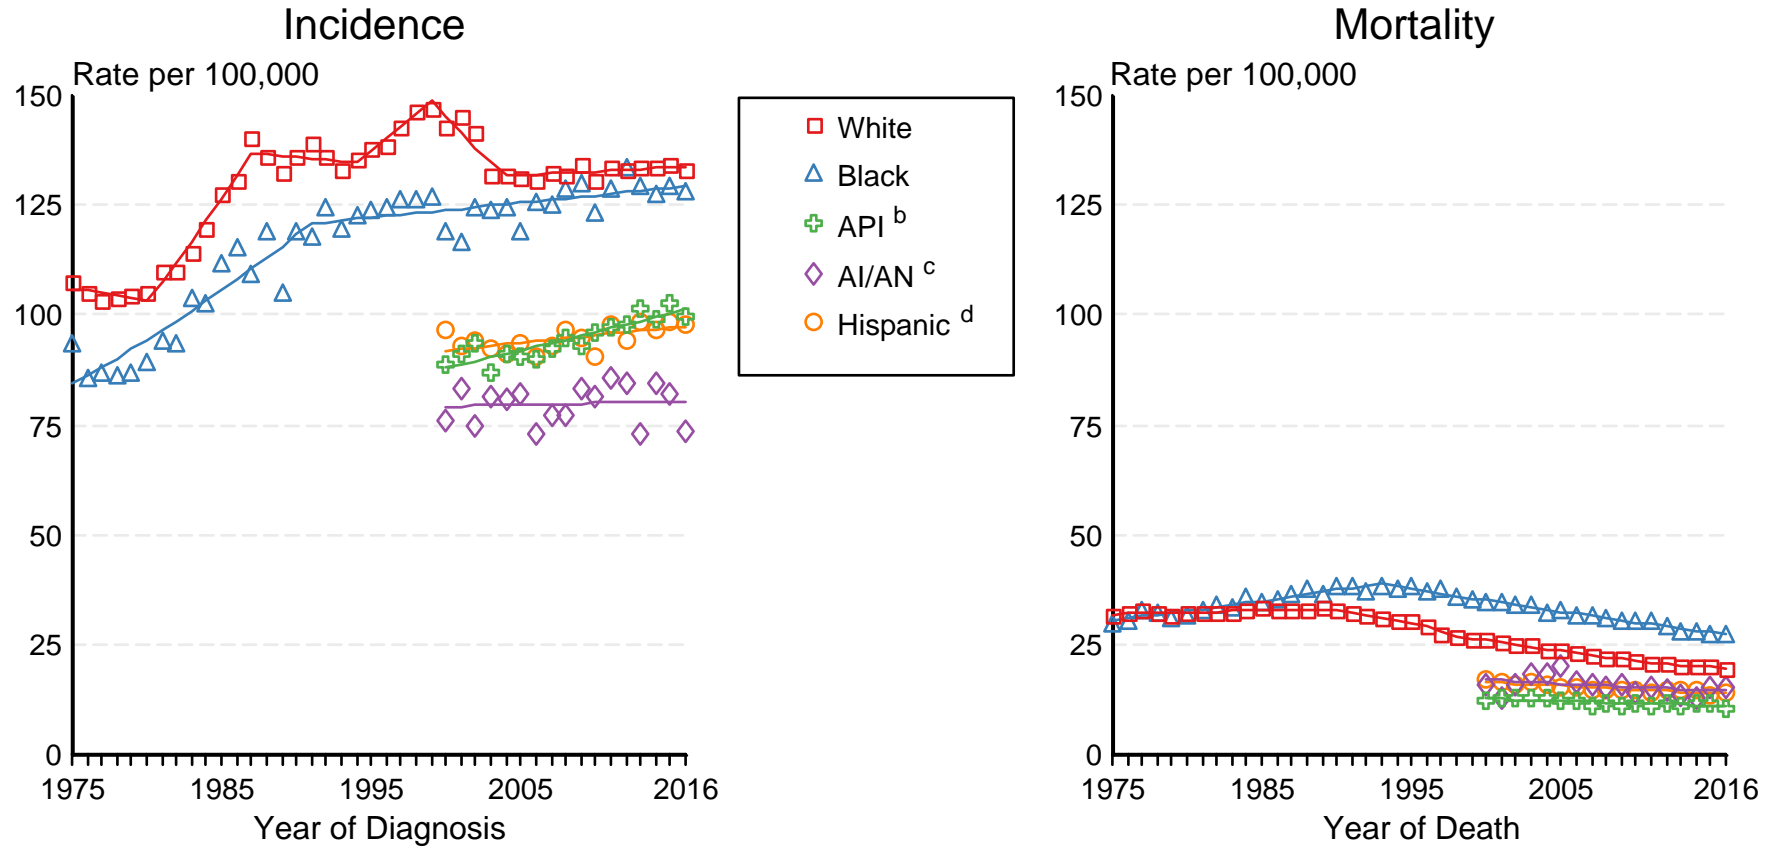 Incidence
Rate per 100,000
150
125
100
75
50
25
0
1975 1985 1995 2005 2016
Year of Diagnosis
White
Black
API b
AI/AN c
Hispanic d
Mortality
Rate per 100,000
150
125
100
75
50
25
0
1975 1985 1995 2005 2016
Year of Death